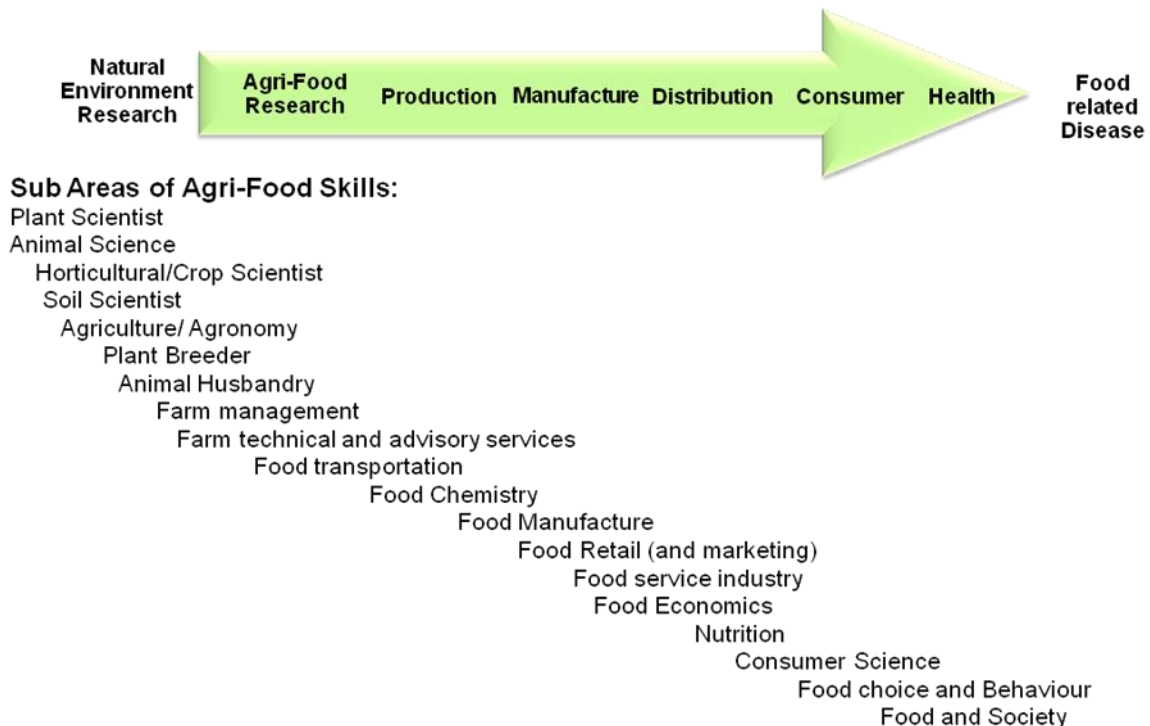 Natural
Environment
Research
Agri-Food
Research
Production
Manufacture
Distribution
Consumer
Health
Food
related
Disease
Sub Areas of Agri-Food Skills:
Plant Scientist
Animal Science
Horticultural/Crop Scientist
Soil Scientist
Agriculture/ Agronomy
Plant Breeder
Animal Husbandry
Farm management
Farm technical and advisory services
Food transportation
Food Chemistry
Food Manufacture
Food Retail (and marketing)
Food service industry
Food Economics
Nutrition
Consumer Science
Food choice and Behaviour
Food and Society